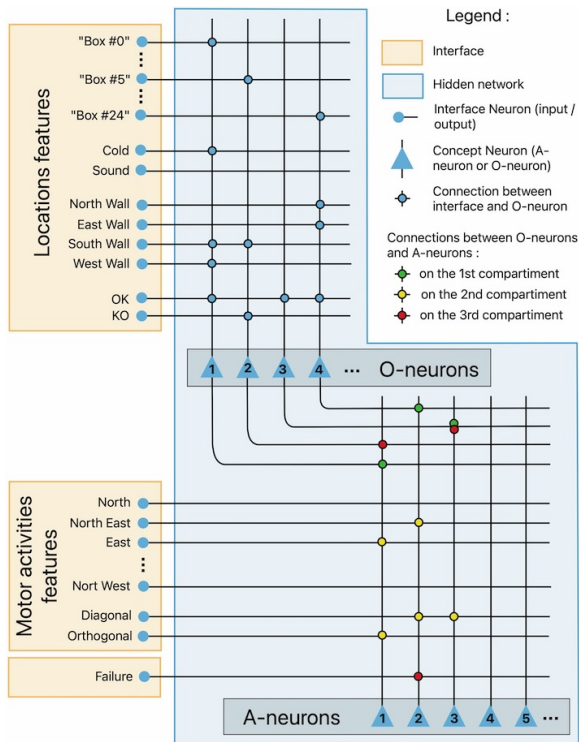 Legend :
Interface
Hidden network
Interface Neuron (input /
output)
Concept Neuron (A-
neuron or O-neuron)
Connection between
interface and O-neuron
Connections between O-neurons
and A-neurons :
on the 1st compartment
on the 2nd compartment
on the 3rd compartment
Locations features
"Box #0"
"Box #5"
"Box #24"
Cold
Sound
North Wall
East Wall
South Wall
West Wall
OK
KO
1 2 3 4 ... O-neurons
Motor activities
features
North
North East
East
Nort West
Diagonal
Orthogonal
Failure
A-neurons 1 2 3 4 5 ...